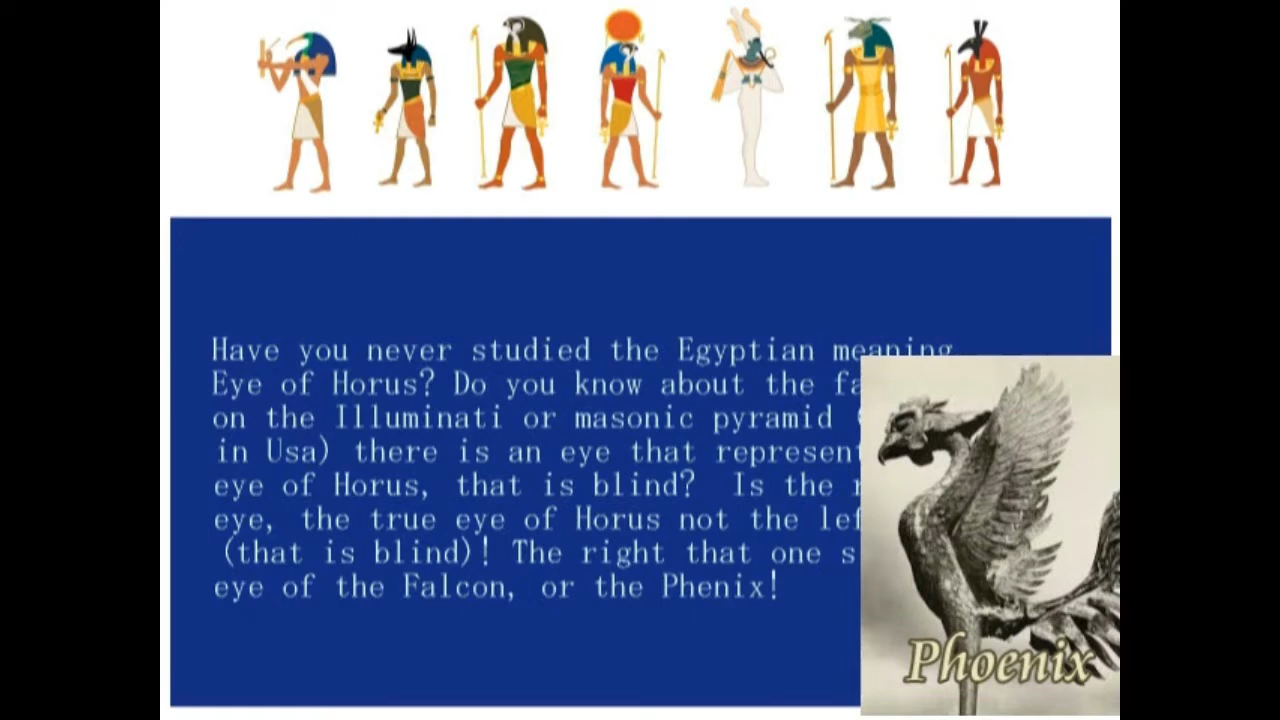 Have you never studied the Egyptian meaning
Eye of Horus? Do you know about the
on the Illuminati or masonic pyramid
in Usa) there is an eye that
eye of Horus, that is blind? Is the
eye, the true eye of Horus not the
(that is blind)! The right that one
eye of the Falcon, or the Phenix!
Phoenix